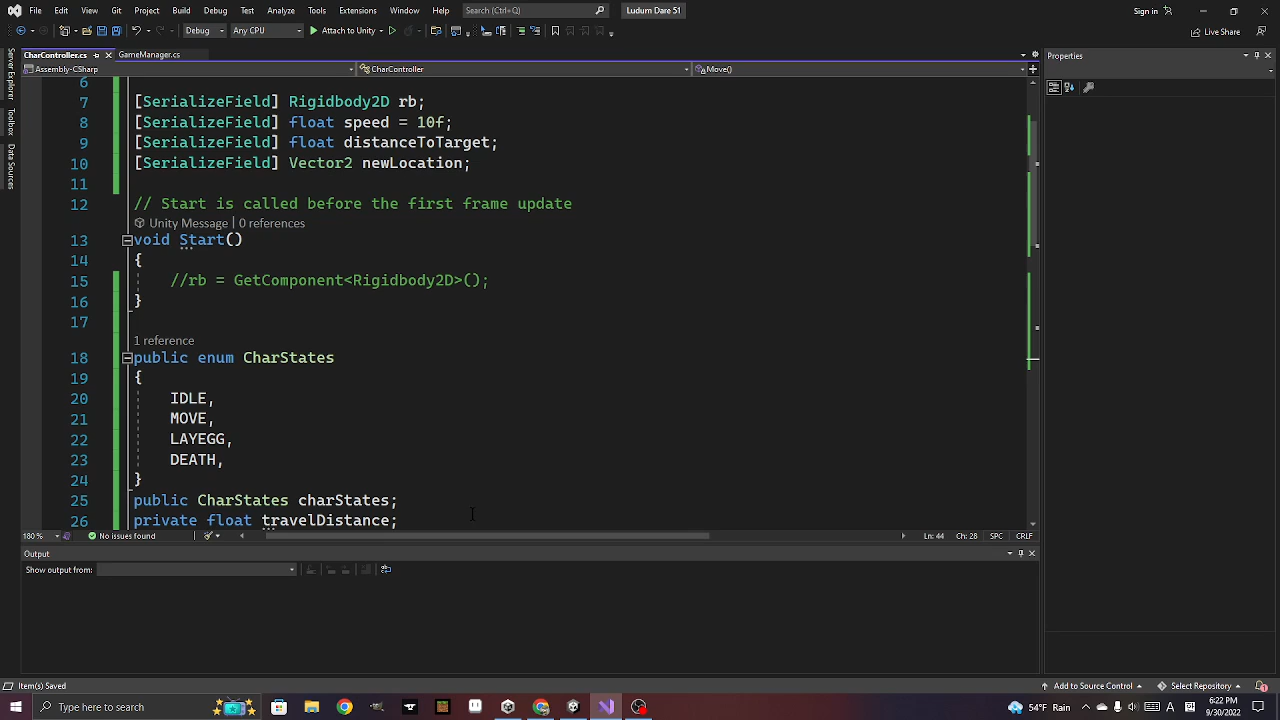 File Edit View Git Project Build Debug Test Analyze Tools Extensions Window Help Search (Ctrl+Q) Ludum Dare 51 Sign in
Debug Any CPU Attach to Unity Live Share
CharController.cs GameManager.cs Properties
Assembly-CSharp CharController Move()
Server Explorer
Toolbox
Data Sources
6
7 [SerializeField] Rigidbody2D rb;
8 [SerializeField] float speed = 10f;
9 [SerializeField] float distanceToTarget;
10 [SerializeField] Vector2 newLocation;
11
12 // Start is called before the first frame update
Unity Message | 0 references
13 void Start()
14 {
15 //rb = GetComponent<Rigidbody2D>();
16 }
17
1 reference
18 public enum CharStates
19 {
20 IDLE,
21 MOVE,
22 LAYEGG,
23 DEATH,
24 }
25 public CharStates charStates;
26 private float travelDistance;
180 % No issues found Ln: 44 Ch: 28 SPC CRLF
Output
Show output from:
Item(s) Saved Add to Source Control Select Repository
Type here to search 54°F Rain 6:22 PM
9/30/2022